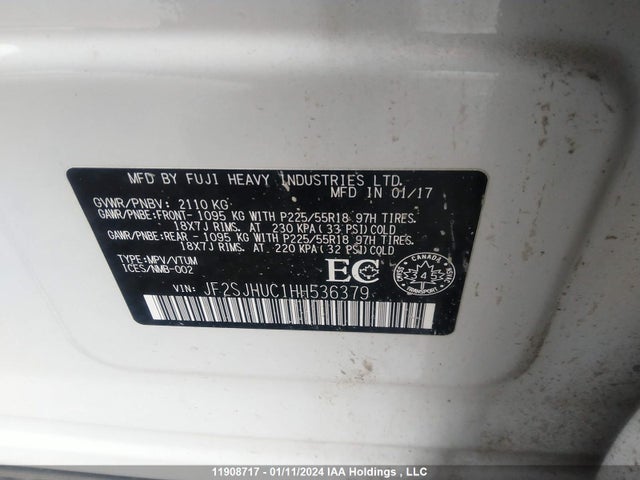 MFD BY FUJI HEAVY INDUSTRIES LTD.
MFD IN 01/17
GVWR/PNBV: 2110 KG
GAWR/PNBE:FRONT- 1095 KG WITH P225/55R18 97H TIRES.
18X7J RIMS. AT 230 KPA(33 PSI)COLD
GAWR/PNBE:REAR - 1095 KG WITH P225/55R18 97H TIRES.
18X7J RIMS. AT 220 KPA(32 PSI)COLD
TYPE:MPV/VTUM
ICES/NMB-002
EC
CANADA
4
VIN: JF2SJHUC1HH536379
11908717 - 01/11/2024 IAA Holdings , LLC